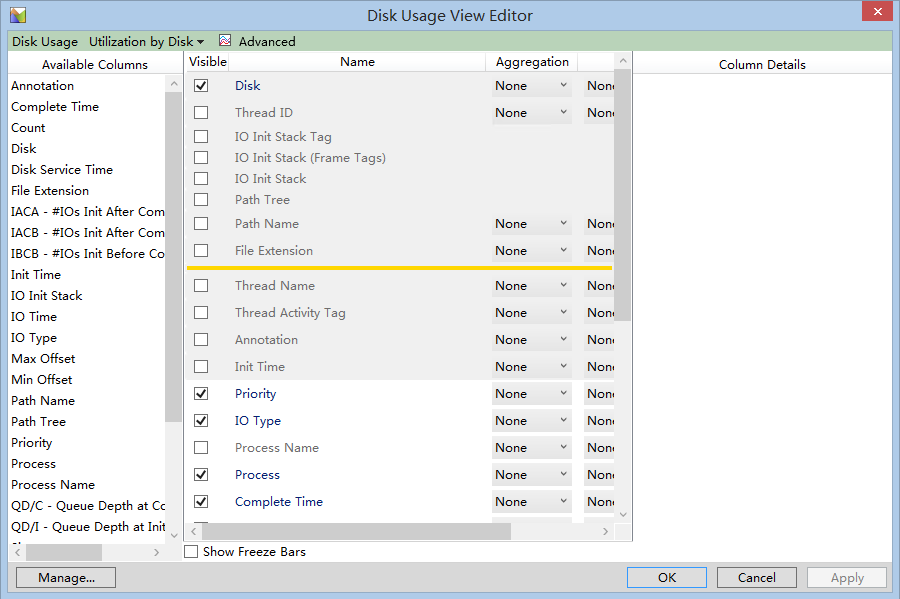 Disk Usage View Editor
Disk Usage Utilization by Disk Advanced
Available Columns
Annotation
Complete Time
Count
Disk
Disk Service Time
File Extension
IACA - #IOs Init After Com
IACB - #IOs Init After Com
IBCB - #IOs Init Before Co
Init Time
IO Init Stack
IO Time
IO Type
Max Offset
Min Offset
Path Name
Path Tree
Priority
Process
Process Name
QD/C - Queue Depth at Co
QD/I - Queue Depth at Init
Visible Name Aggregation
Disk None None
Thread ID None None
IO Init Stack Tag
IO Init Stack (Frame Tags)
IO Init Stack
Path Tree
Path Name None None
File Extension None None
Thread Name None None
Thread Activity Tag None None
Annotation None None
Init Time None None
Priority None None
IO Type None None
Process Name None None
Process None None
Complete Time None None
Show Freeze Bars
Column Details
Manage...
OK Cancel Apply